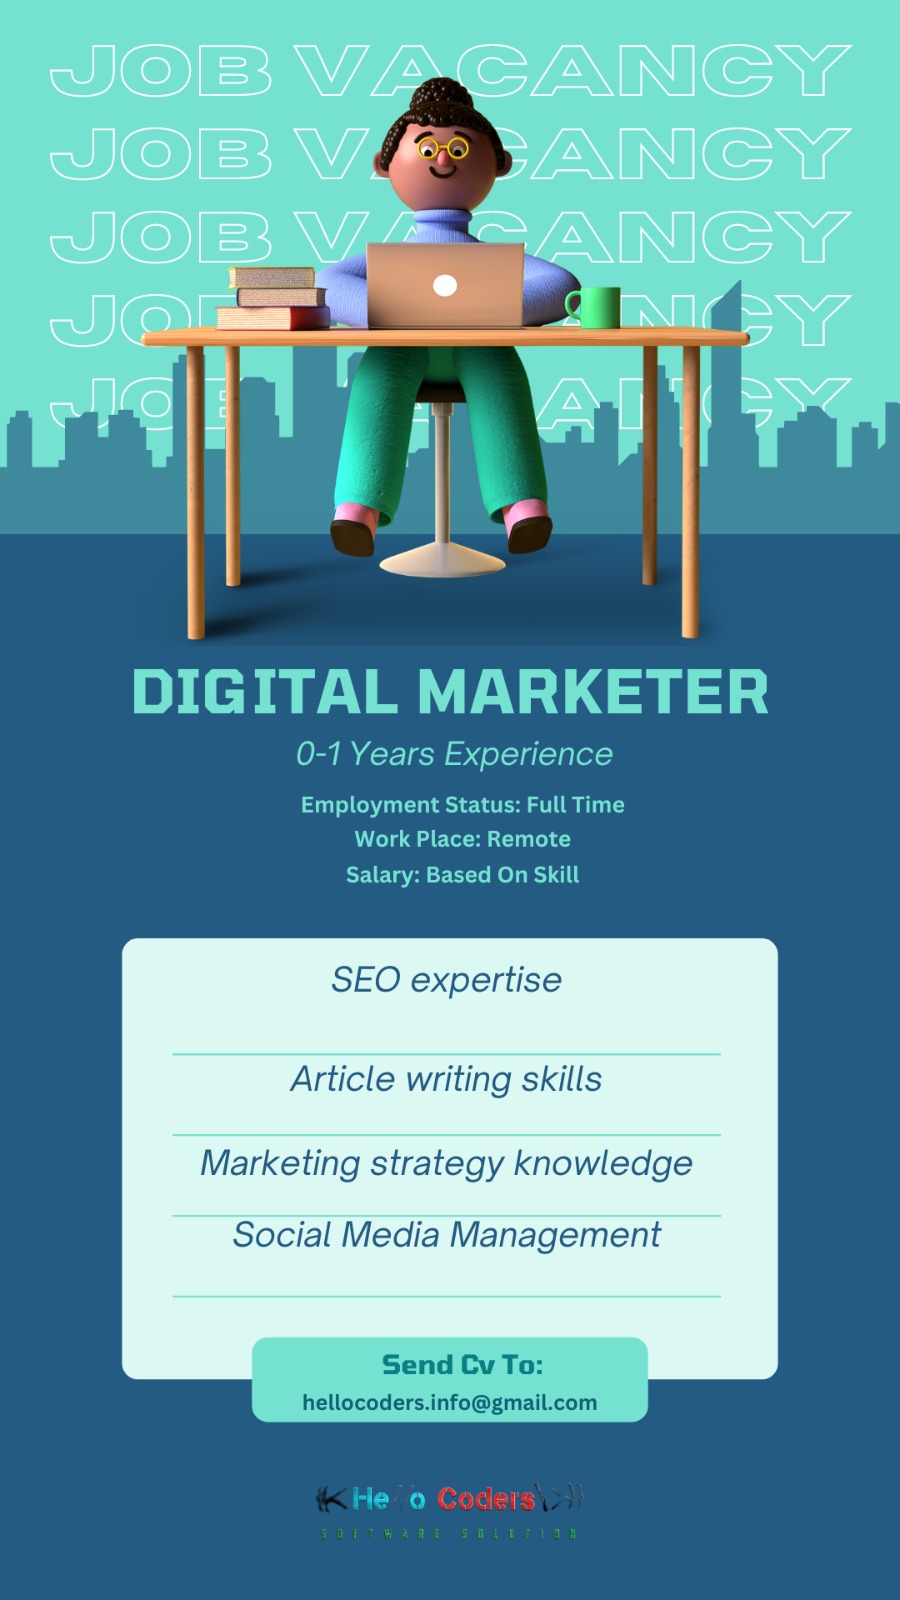 JOB VACANCY
JOB VACANCY
JOB VACANCY
JOB VACANCY
JOB VACANCY
DIGITAL MARKETER
0-1 Years Experience
Employment Status: Full Time
Work Place: Remote
Salary: Based On Skill
SEO expertise
Article writing skills
Marketing strategy knowledge
Social Media Management
Send Cv To:
hellocoders.info@gmail.com
Hello Coders
SOFTWARE SOLUTION